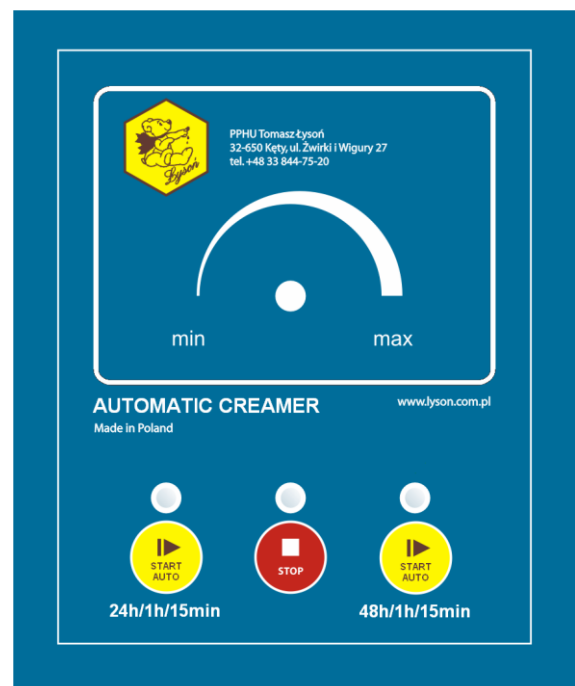 Łysoń
PPHU Tomasz Łysoń
32-650 Kęty, ul. Żwirki i Wigury 27
tel. +48 33 844-75-20
min max
AUTOMATIC CREAMER www.lyson.com.pl
Made in Poland
START
AUTO
STOP
START
AUTO
24h/1h/15min 48h/1h/15min